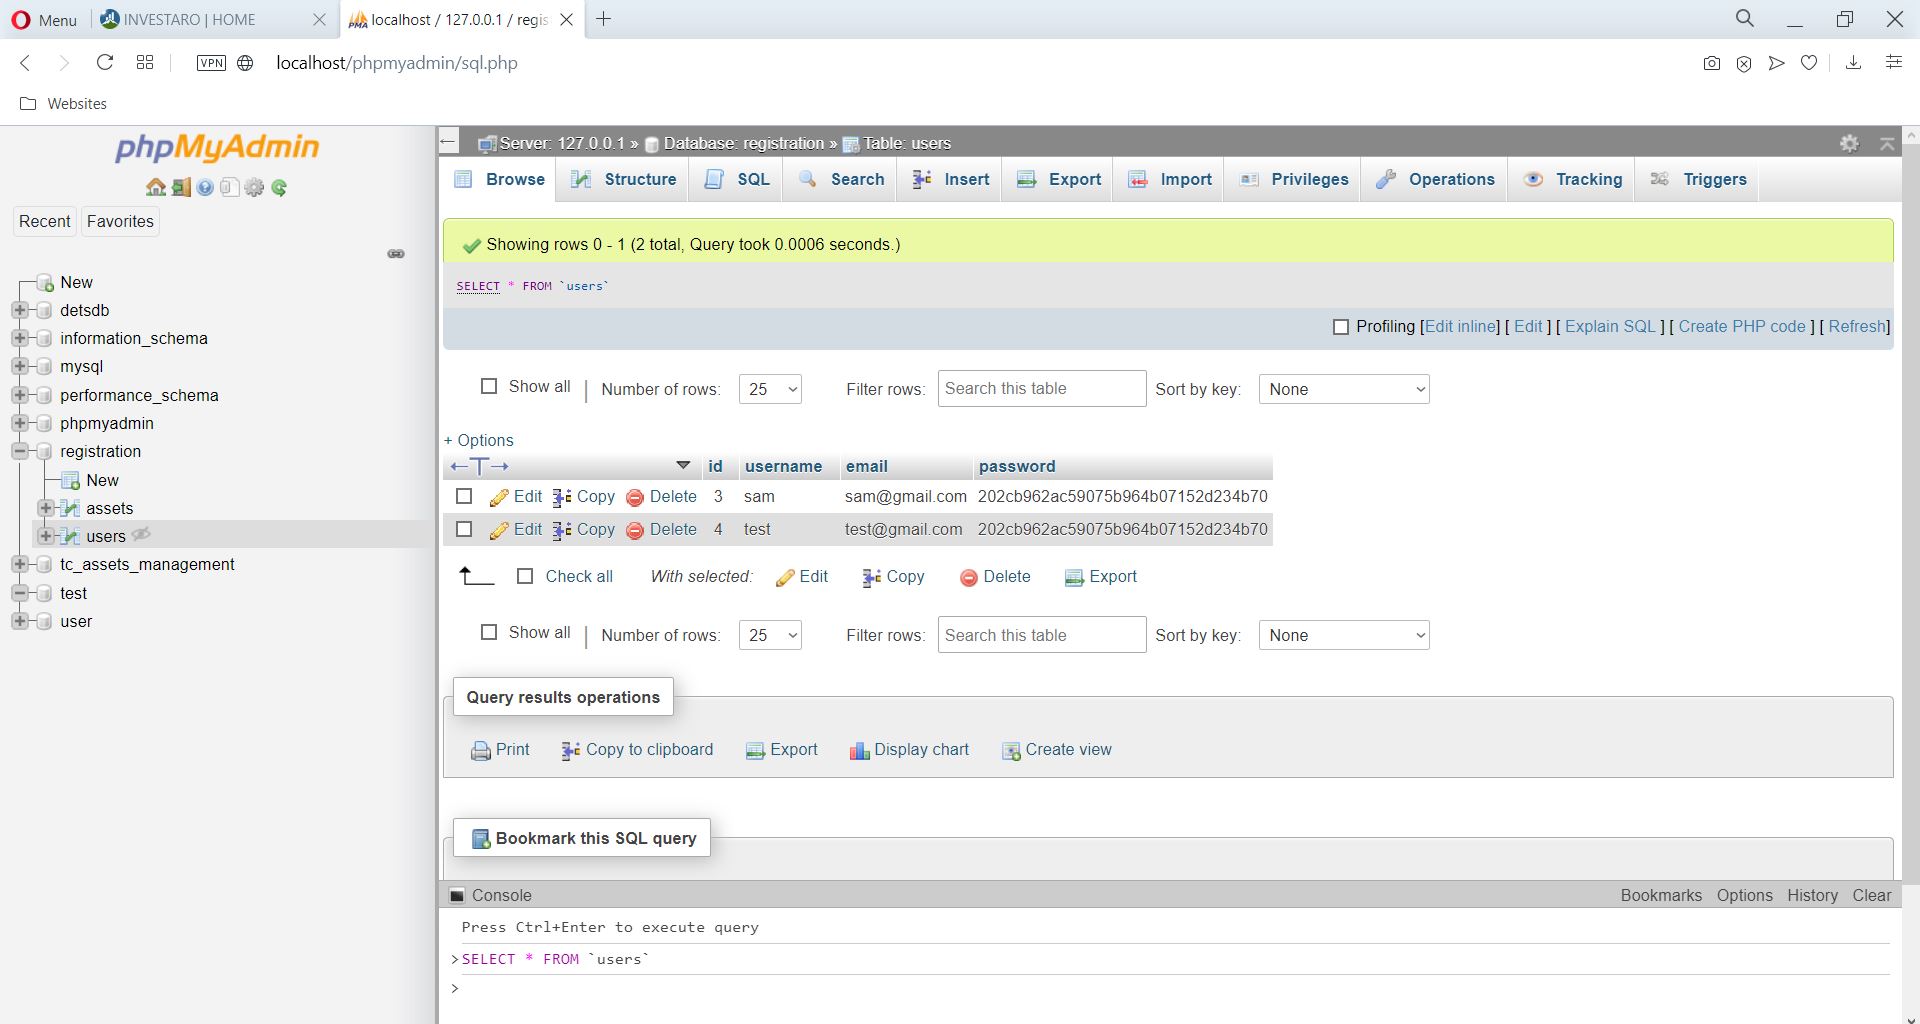 Menu
INVESTARO | HOME
PMA
localhost / 127.0.0.1 / regis
VPN
localhost/phpmyadmin/sql.php
Websites
phpMyAdmin
Recent
Favorites
New
detsdb
information_schema
mysql
performance_schema
phpmyadmin
registration
New
assets
users
tc_assets_management
test
user
Server: 127.0.0.1 » Database: registration » Table: users
Browse Structure SQL Search Insert Export Import Privileges Operations Tracking Triggers
Showing rows 0 - 1 (2 total, Query took 0.0006 seconds.)
SELECT * FROM `users`
Profiling [Edit inline] [ Edit ] [ Explain SQL ] [ Create PHP code ] [ Refresh]
Show all | Number of rows: 25 Filter rows: Search this table Sort by key: None
+ Options
←T→ id username email password
Edit Copy Delete 3 sam sam@gmail.com 202cb962ac59075b964b07152d234b70
Edit Copy Delete 4 test test@gmail.com 202cb962ac59075b964b07152d234b70
Check all With selected: Edit Copy Delete Export
Show all | Number of rows: 25 Filter rows: Search this table Sort by key: None
Query results operations
Print Copy to clipboard Export Display chart Create view
Bookmark this SQL query
Console Bookmarks Options History Clear
Press Ctrl+Enter to execute query
>SELECT * FROM `users`
>